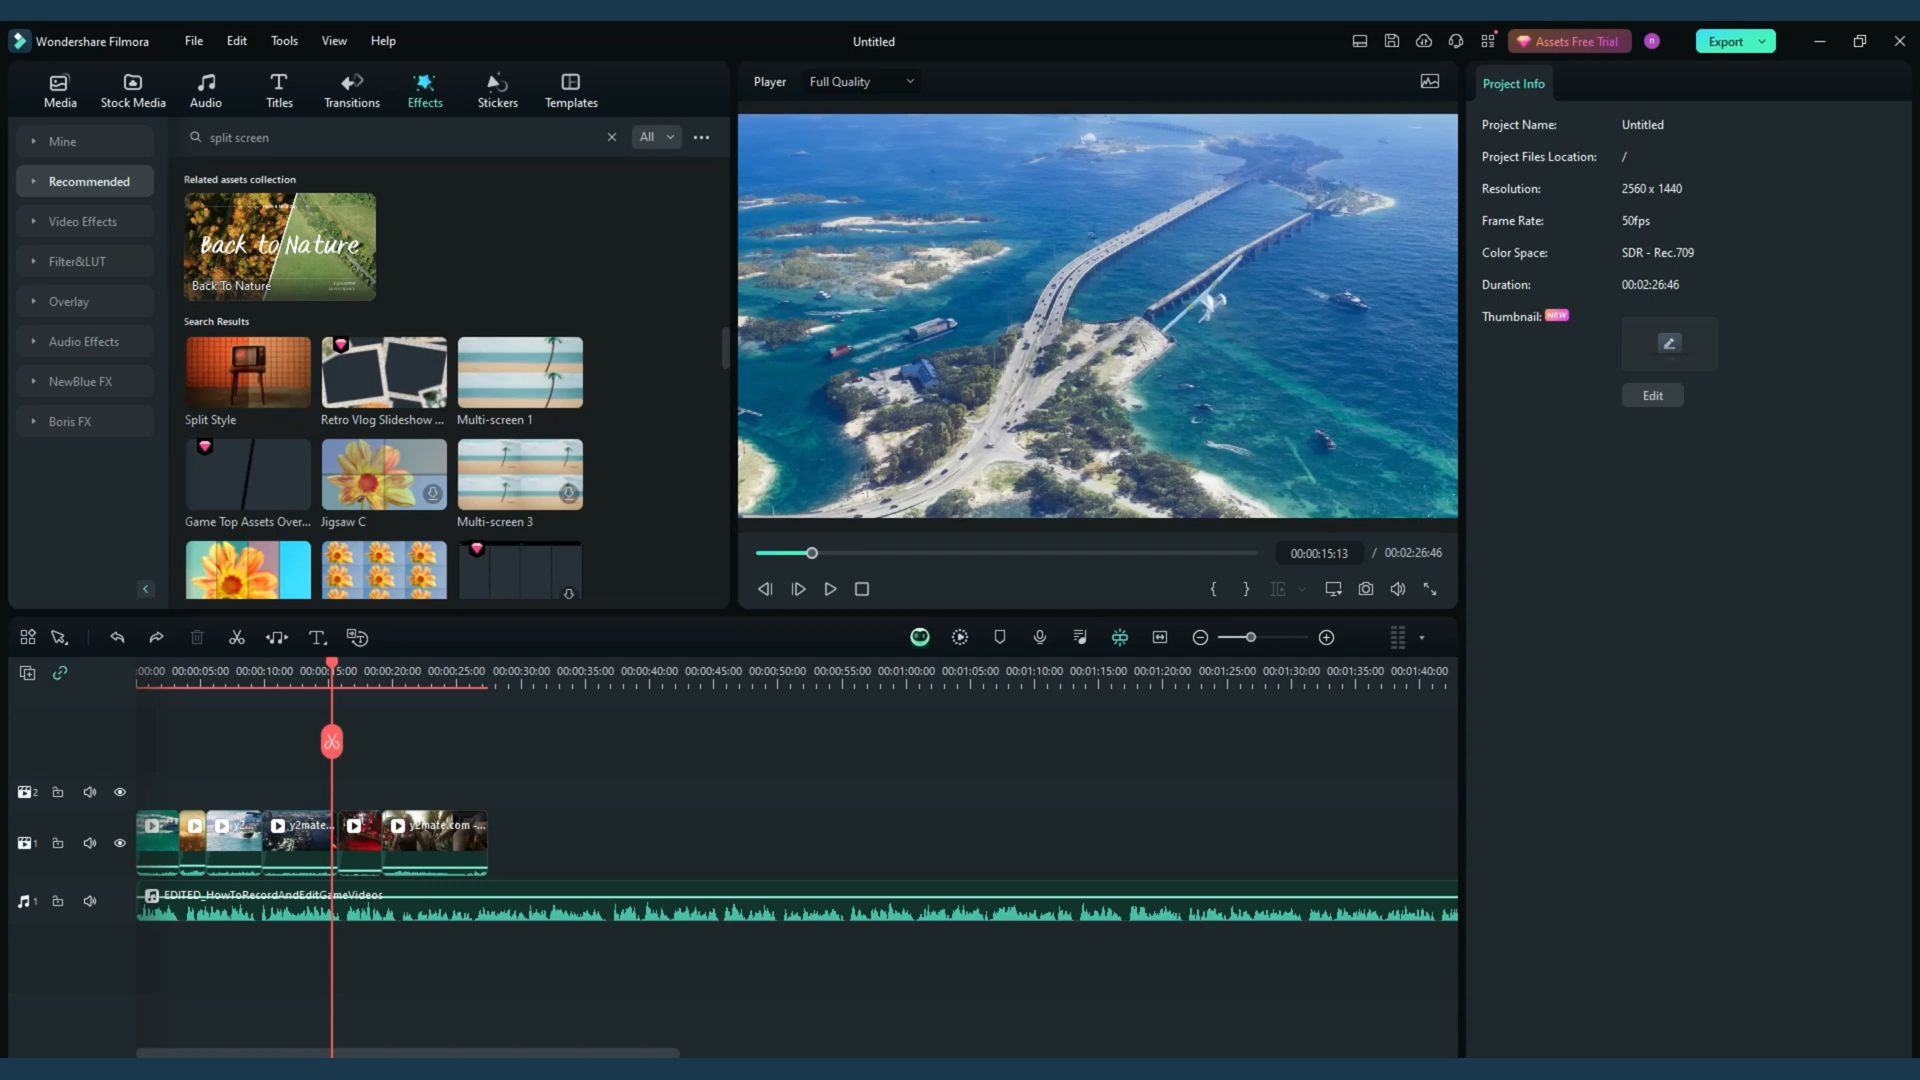 Wondershare Filmora
File
Edit
Tools
View
Help
Untitled
Assets Free Trial
n
Export
Media
Stock Media
Audio
Titles
Transitions
Effects
Stickers
Templates
Player
Full Quality
Project Info
Mine
Recommended
Video Effects
Filter&LUT
Overlay
Audio Effects
NewBlue FX
Boris FX
split screen
All
Related assets collection
Back to Nature
Back To Nature
Search Results
Split Style
Retro Vlog Slideshow ...
Multi-screen 1
Game Top Assets Over...
Jigsaw C
Multi-screen 3
00:00:15:13 / 00:02:26:46
Project Name: Untitled
Project Files Location: /
Resolution: 2560 x 1440
Frame Rate: 50fps
Color Space: SDR - Rec.709
Duration: 00:02:26:46
Thumbnail: NEW
Edit
:00:00 00:00:05:00 00:00:10:00 00:00:15:00 00:00:20:00 00:00:25:00 00:00:30:00 00:00:35:00 00:00:40:00 00:00:45:00 00:00:50:00 00:00:55:00 00:01:00:00 00:01:05:00 00:01:10:00 00:01:15:00 00:01:20:00 00:01:25:00 00:01:30:00 00:01:35:00 00:01:40:00
2
1
y2...
y2mate...
y2mate.com -...
1
EDITED_HowToRecordAndEditGameVideos